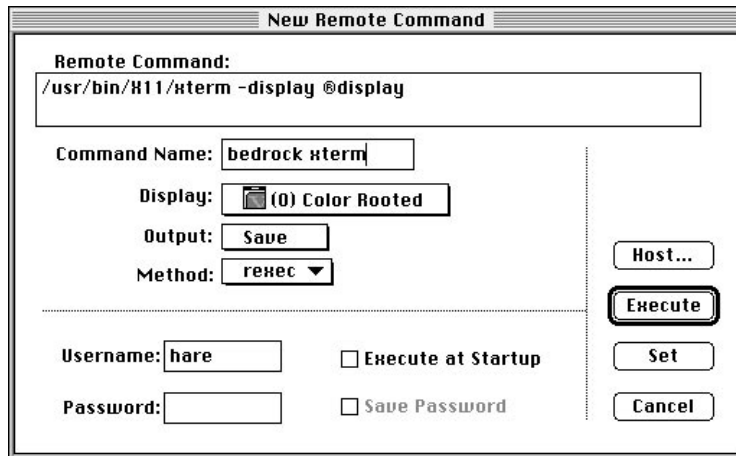 New Remote Command
Remote Command:
/usr/bin/X11/xterm -display ®display
Command Name: bedrock xterm
Display: (0) Color Rooted
Output: Save
Method: rexec
Host...
Execute
Username: hare
Execute at Startup
Set
Password:
Save Password
Cancel